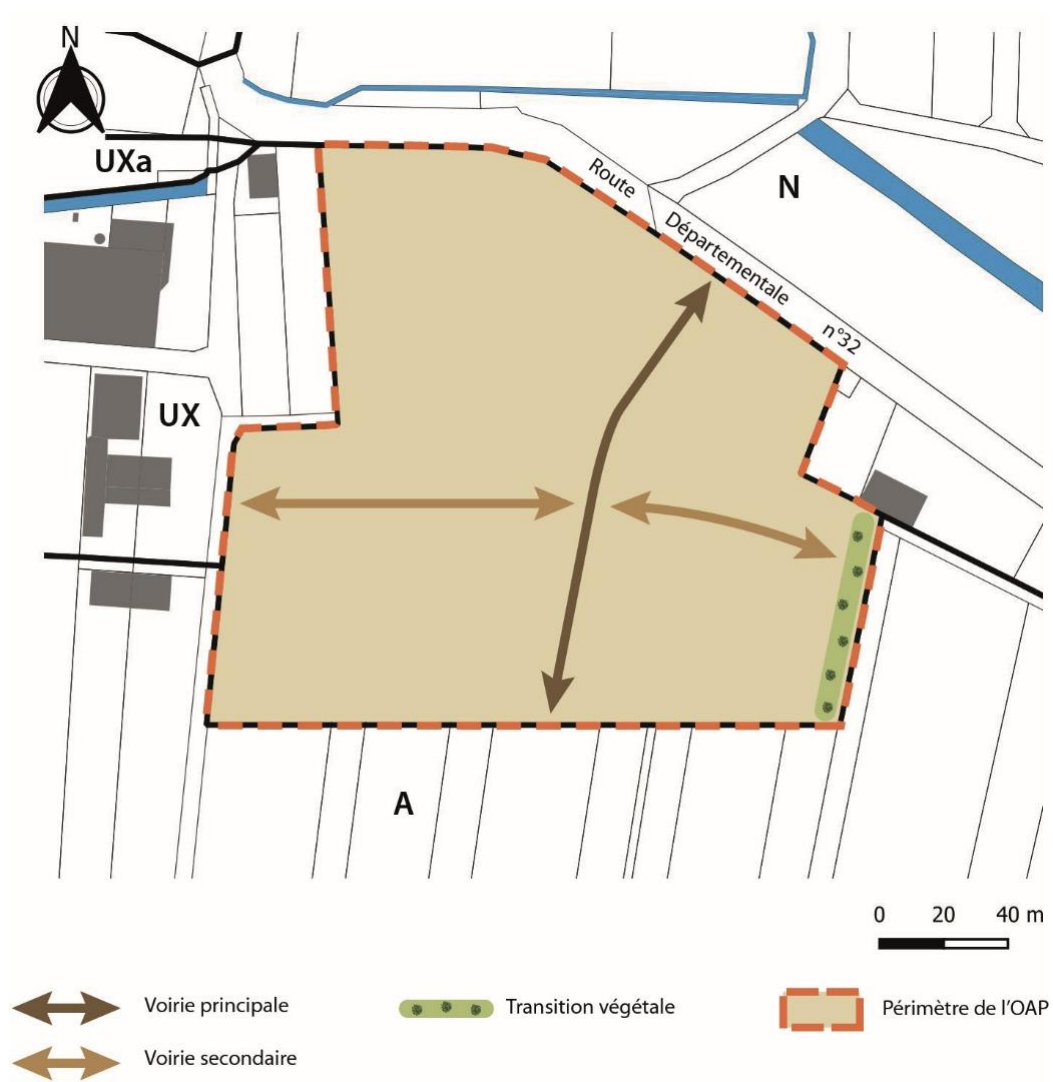 N
UXa
Route
Départementale
n°32
N
UX
A
0 20 40 m
Voirie principale
Transition végétale
Périmètre de l'OAP
Voirie secondaire